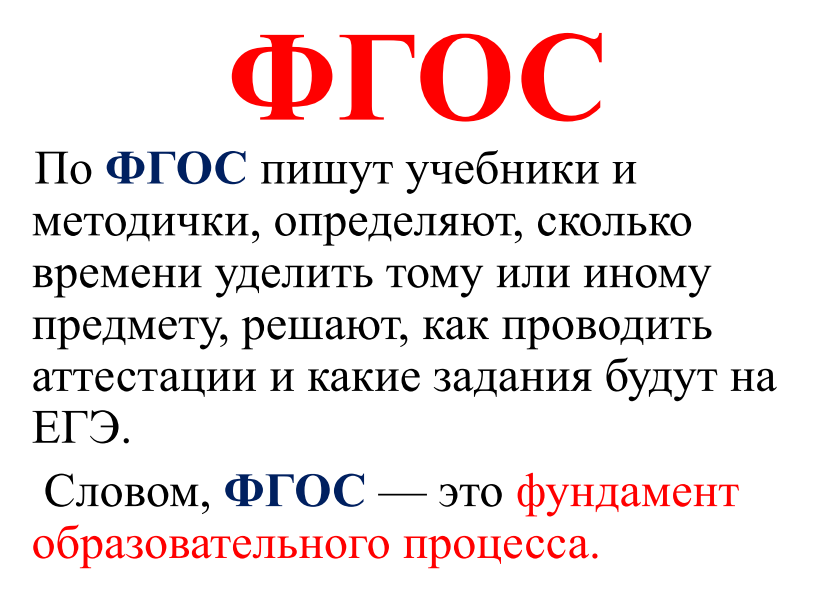 ФГОС
По ФГОС пишут учебники и
методички, определяют, сколько
времени уделить тому или иному
предмету, решают, как проводить
аттестации и какие задания будут на
ЕГЭ.
Словом, ФГОС — это фундамент
образовательного процесса.